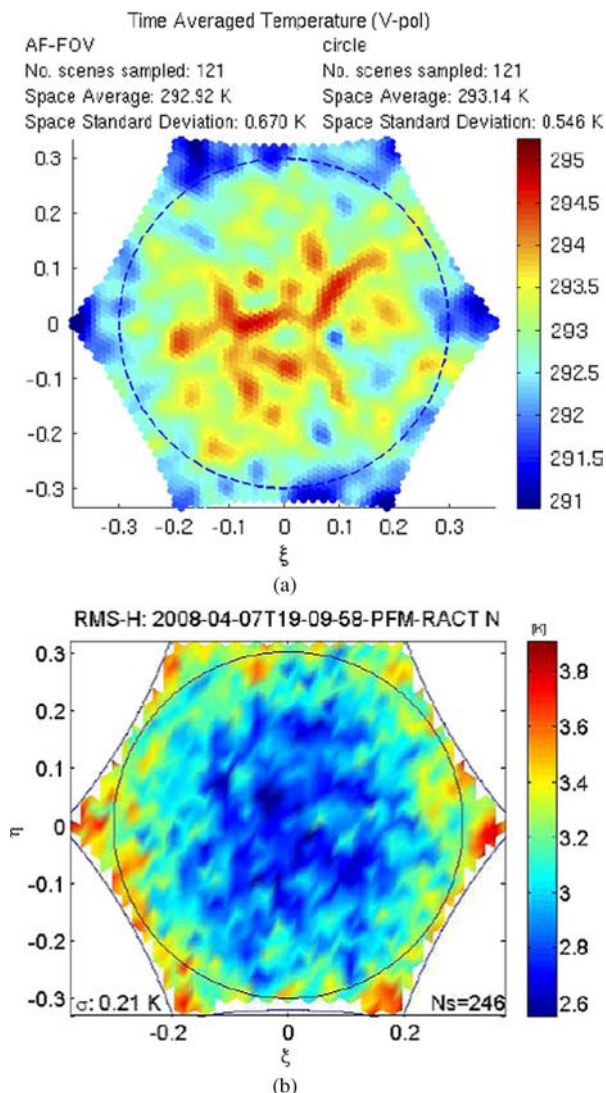 Time Averaged Temperature (V-pol)
AF-FOV circle
No. scenes sampled: 121 No. scenes sampled: 121
Space Average: 292.92 K Space Average: 293.14 K
Space Standard Deviation: 0.670 K Space Standard Deviation: 0.546 K
0.3
0.2
0.1
0
-0.1
-0.2
-0.3
-0.3 -0.2 -0.1 0 0.1 0.2 0.3
ξ
295
294
294
293
293
292
292.5
291.5
291
(a)
RMS-H: 2008-04-07T19-09-58-PFM-RACT N
[K]
0.3
0.2
0.1
0
-0.1
-0.2
-0.3
η
σ: 0.21 K Ns=246
-0.2 0 0.2
ξ
3.8
3.6
3.4
3.2
3
2.8
2.6
(b)